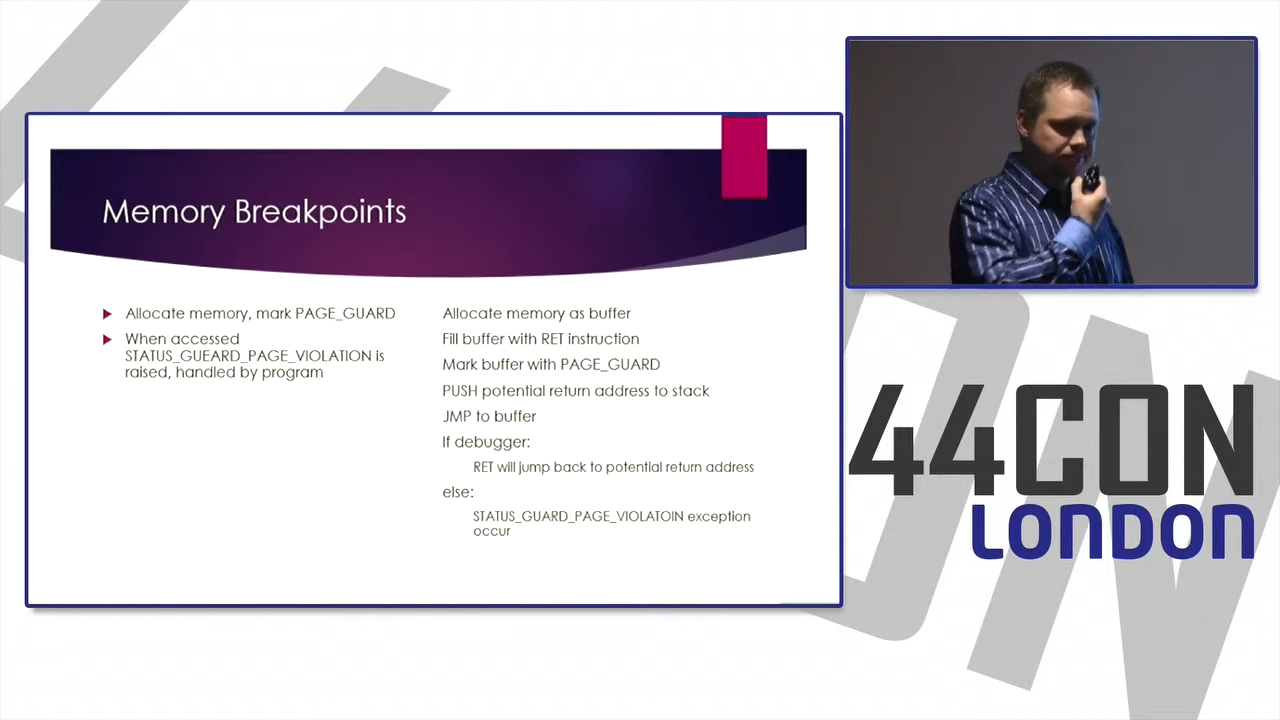 Memory Breakpoints
Allocate memory, mark PAGE_GUARD
When accessed
STATUS_GUEARD_PAGE_VIOLATION is
raised, handled by program
Allocate memory as buffer
Fill buffer with RET instruction
Mark buffer with PAGE_GUARD
PUSH potential return address to stack
JMP to buffer
If debugger:
RET will jump back to potential return address
else:
STATUS_GUARD_PAGE_VIOLATOIN exception
occur
44CON
LONDON